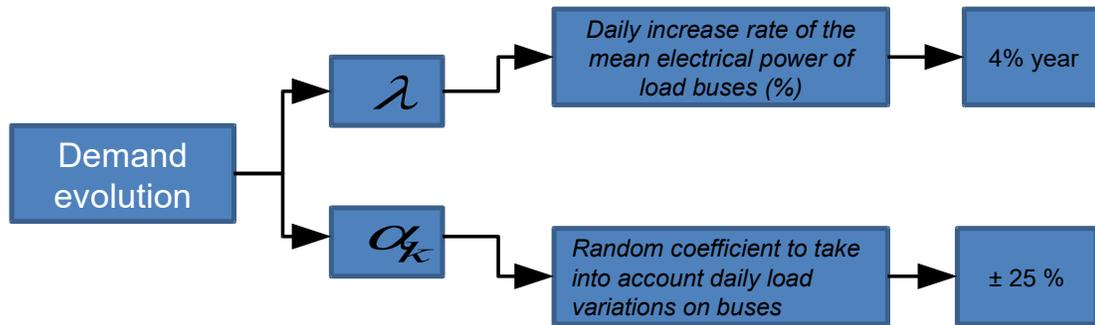 Demand
evolution
λ
Daily increase rate of the
mean electrical power of
load buses (%)
4% year
αk
Random coefficient to take
into account daily load
variations on buses
± 25 %